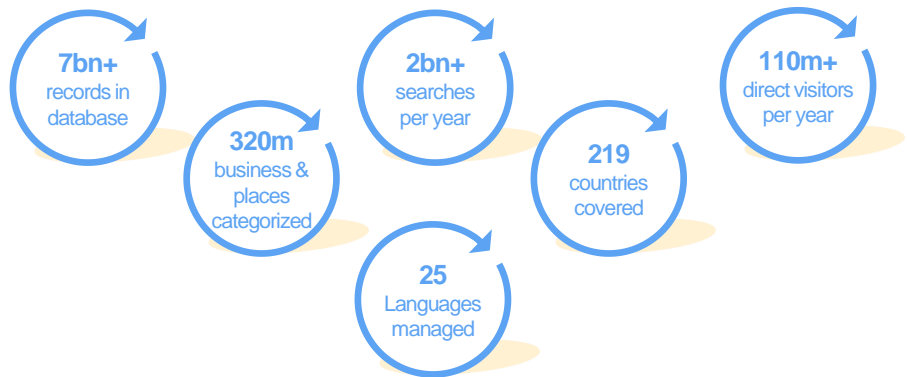 7bn+
records in
database
320m
business &
places
categorized
2bn+
searches
per year
25
Languages
managed
219
countries
covered
110m+
direct visitors
per year